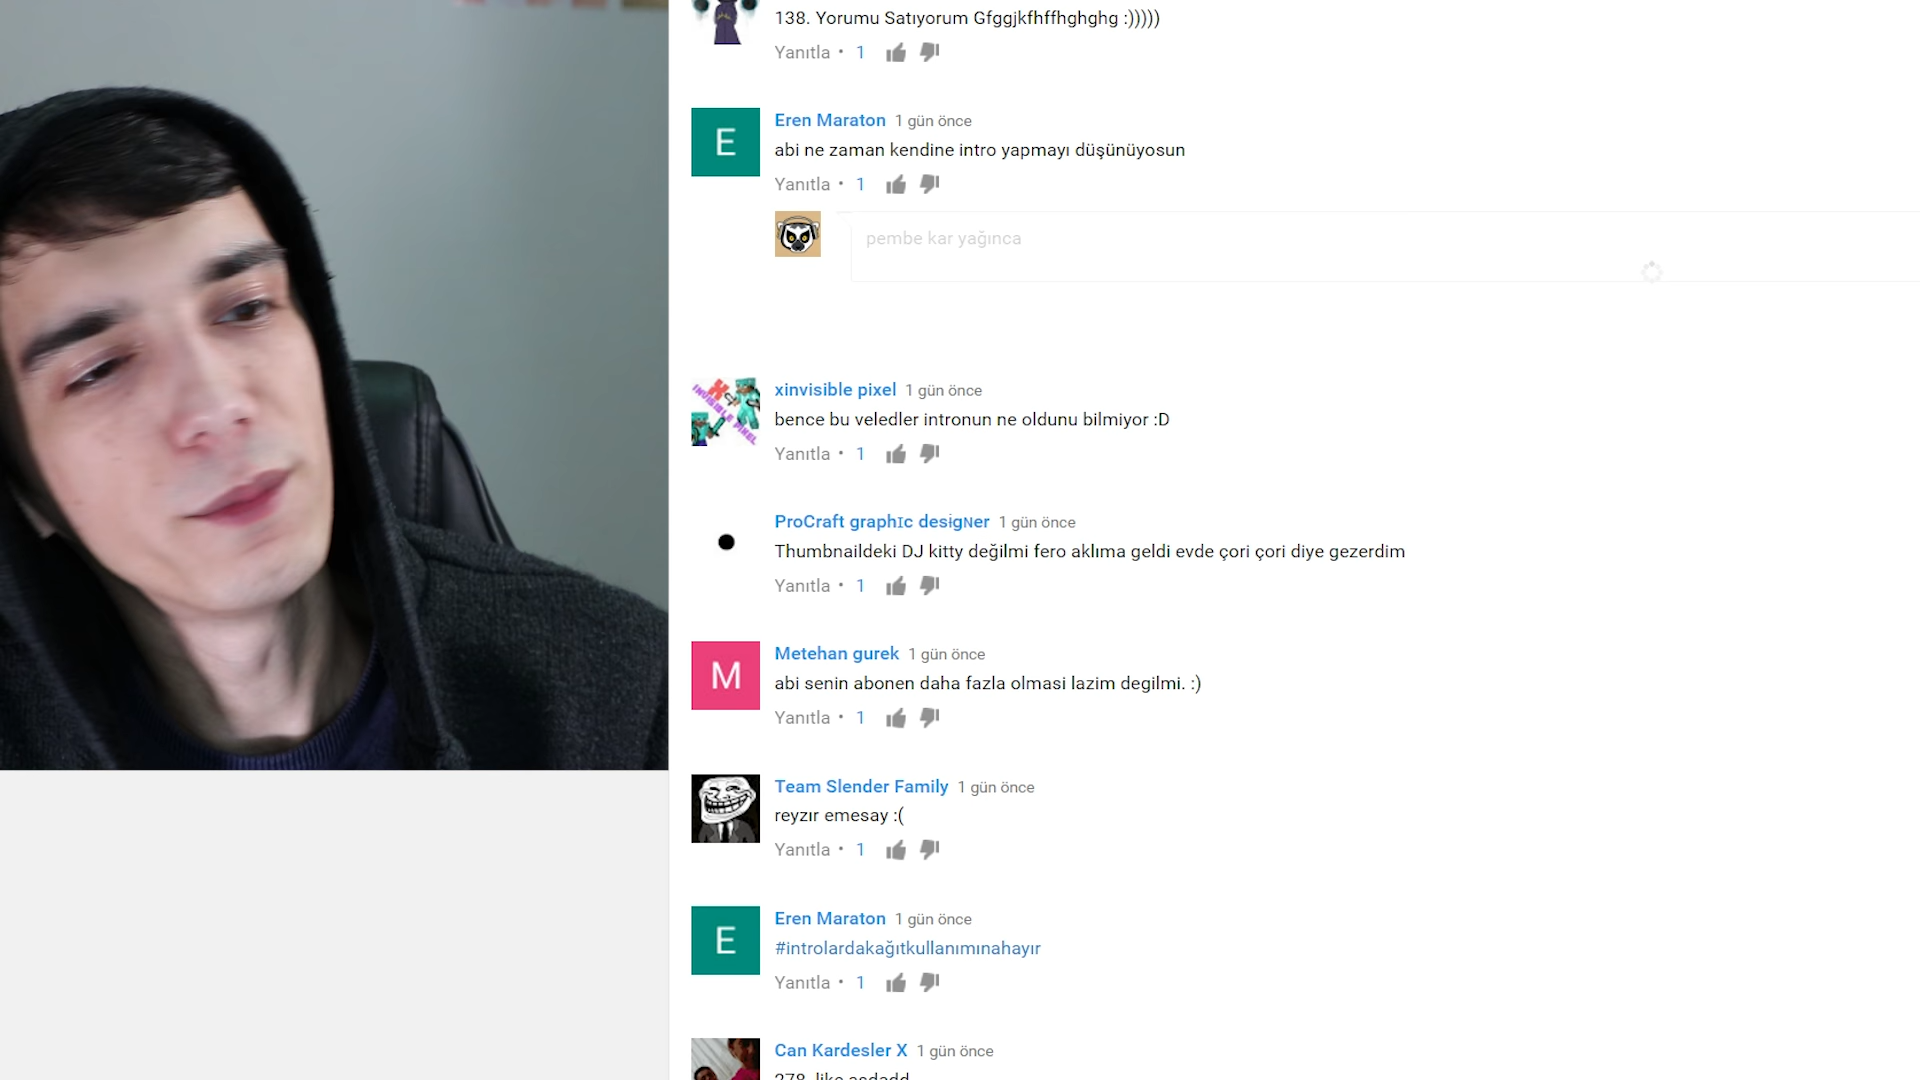 138. Yorumu Satıyorum Gfggjkfhffhghghg :)))))
Yanıtla • 1
E
Eren Maraton 1 gün önce
abi ne zaman kendine intro yapmayı düşünüyosun
Yanıtla • 1
pembe kar yağınca
INVISIBLE PIXEL
xinvisible pixel 1 gün önce
bence bu veledler intronun ne oldunu bilmiyor :D
Yanıtla • 1
ProCraft graphɪc desigɴer 1 gün önce
Thumbnaildeki DJ kitty değilmi fero aklıma geldi evde çori çori diye gezerdim
Yanıtla • 1
M
Metehan gurek 1 gün önce
abi senin abonen daha fazla olmasi lazim degilmi. :)
Yanıtla • 1
Team Slender Family 1 gün önce
reyzır emesay :(
Yanıtla • 1
E
Eren Maraton 1 gün önce
#introlardakağıtkullanımınahayır
Yanıtla • 1
Can Kardesler X 1 gün önce
278. like asdadd